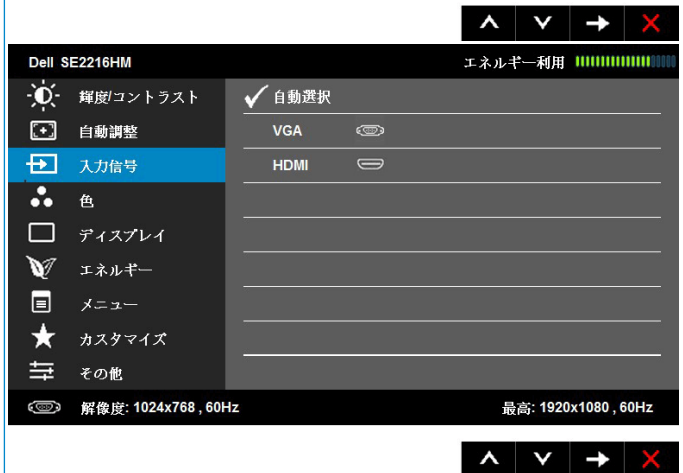 Dell SE2216HM
エネルギー利用
輝度/コントラスト
自動選択
自動調整
VGA
入力信号
HDMI
色
ディスプレイ
エネルギー
メニュー
カスタマイズ
その他
解像度: 1024x768 , 60Hz
最高: 1920x1080 , 60Hz